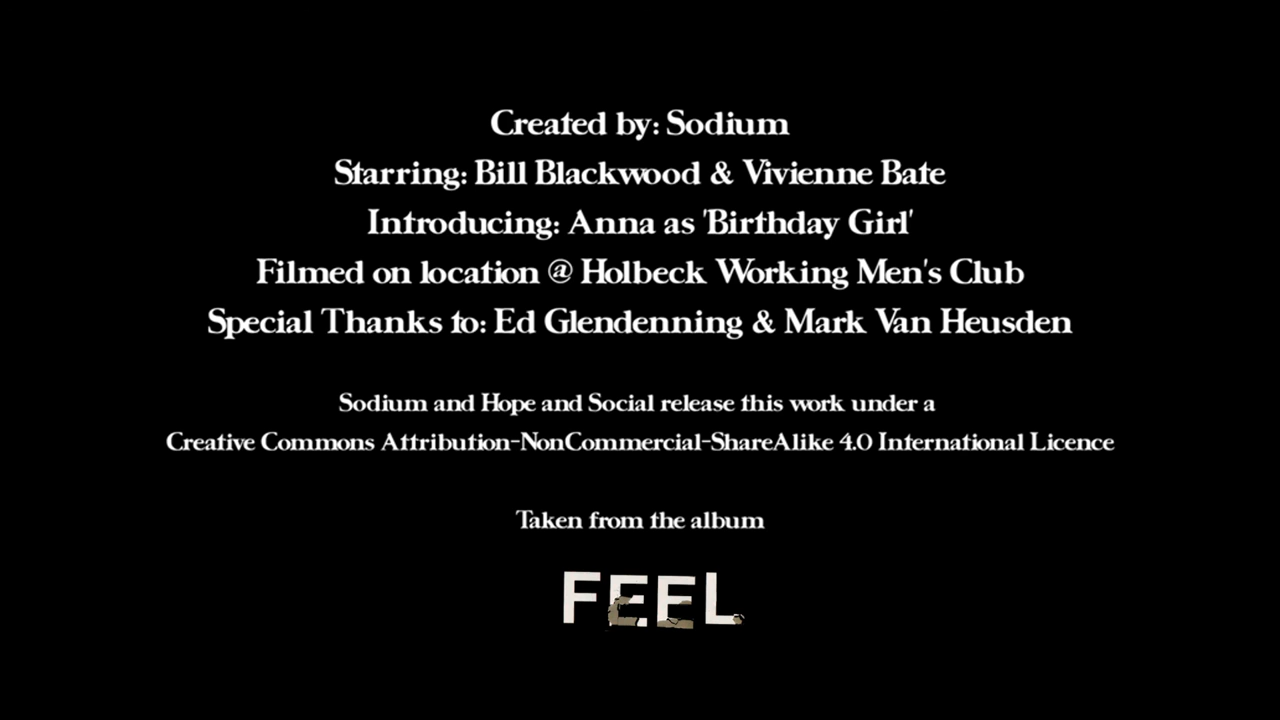 Created by: Sodium
Starring: Bill Blackwood & Vivienne Bate
Introducing: Anna as 'Birthday Girl'
Filmed on location @ Holbeck Working Men's Club
Special Thanks to: Ed Glendenning & Mark Van Heusden
Sodium and Hope and Social release this work under a
Creative Commons Attribution-NonCommercial-ShareAlike 4.0 International Licence
Taken from the album
FEEL